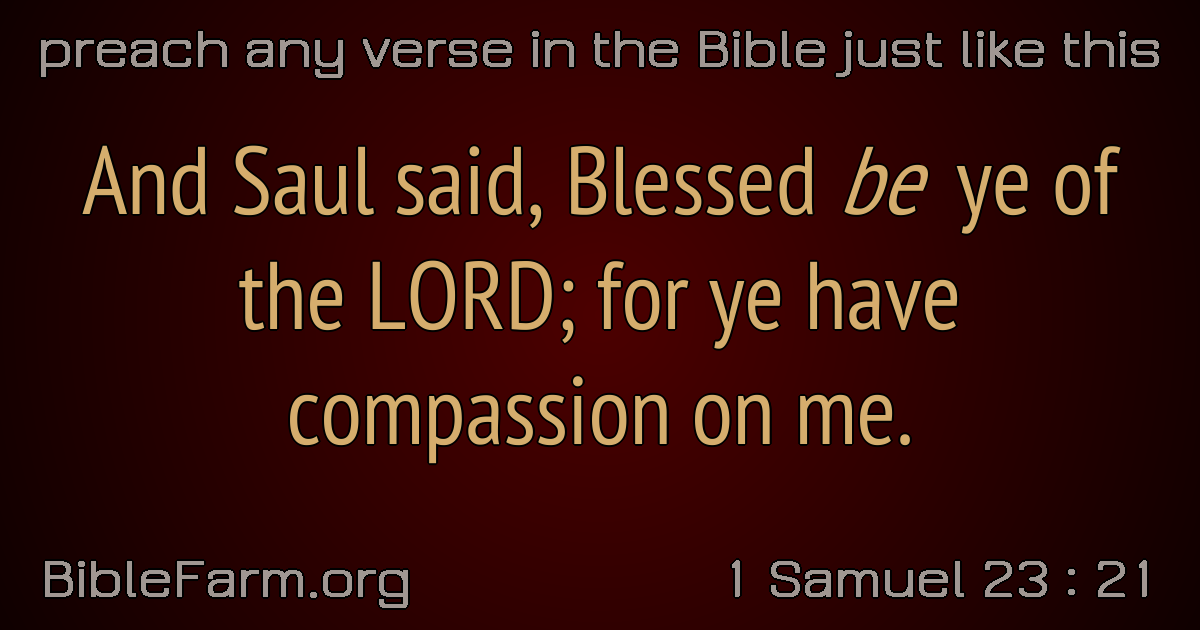 preach any verse in the Bible just like this
And Saul said, Blessed be ye of
the LORD; for ye have
compassion on me.
BibleFarm.org
1 Samuel 23 : 21